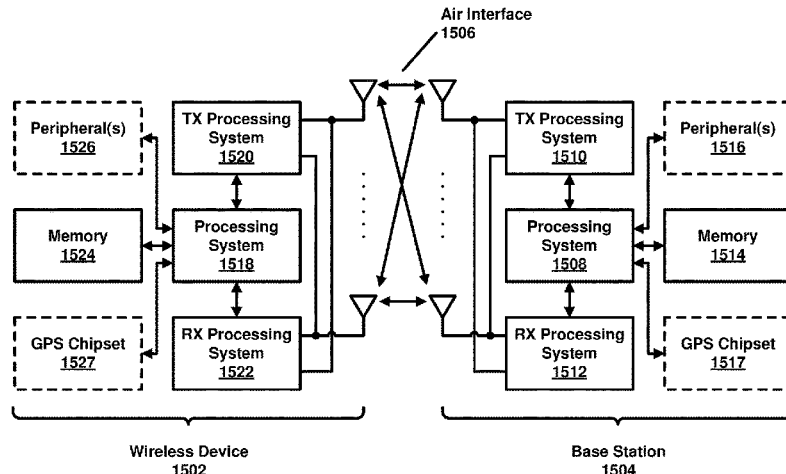 Air Interface
1506
Peripheral(s)
1526
TX Processing
System
1520
TX Processing
System
1510
Peripheral(s)
1516
Memory
1524
Processing
System
1518
Processing
System
1508
Memory
1514
GPS Chipset
1527
RX Processing
System
1522
RX Processing
System
1512
GPS Chipset
1517
Wireless Device
1502
Base Station
1504